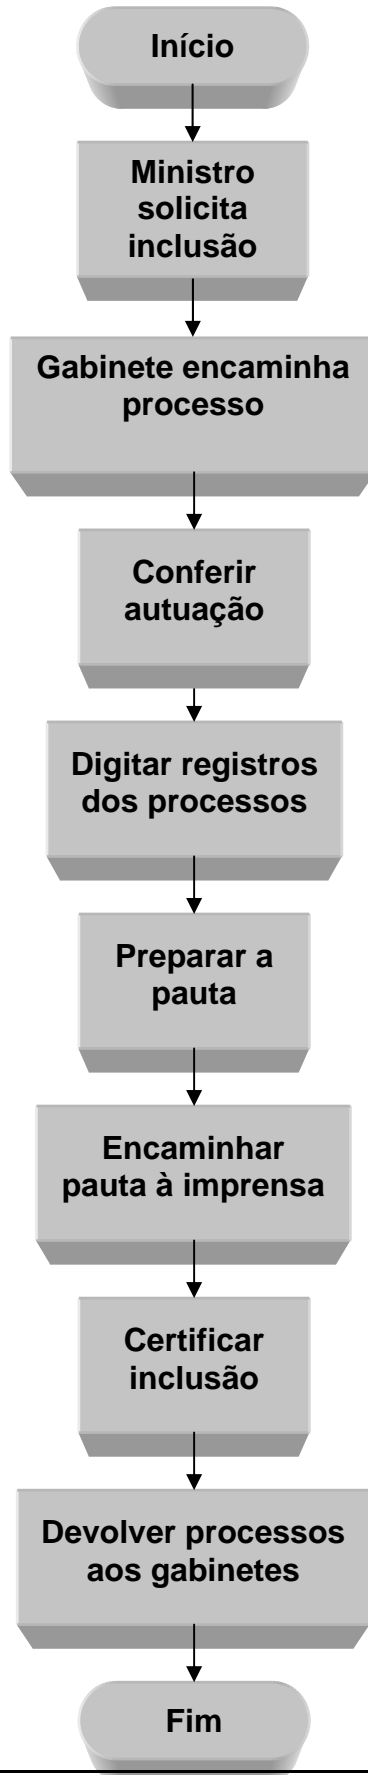 Início
Ministro
solicita
inclusão
Gabinete encaminha
processo
Conferir
autuação
Digitar registros
dos processos
Preparar a
pauta
Encaminhar
pauta à imprensa
Certificar
inclusão
Devolver processos
aos gabinetes
Fim